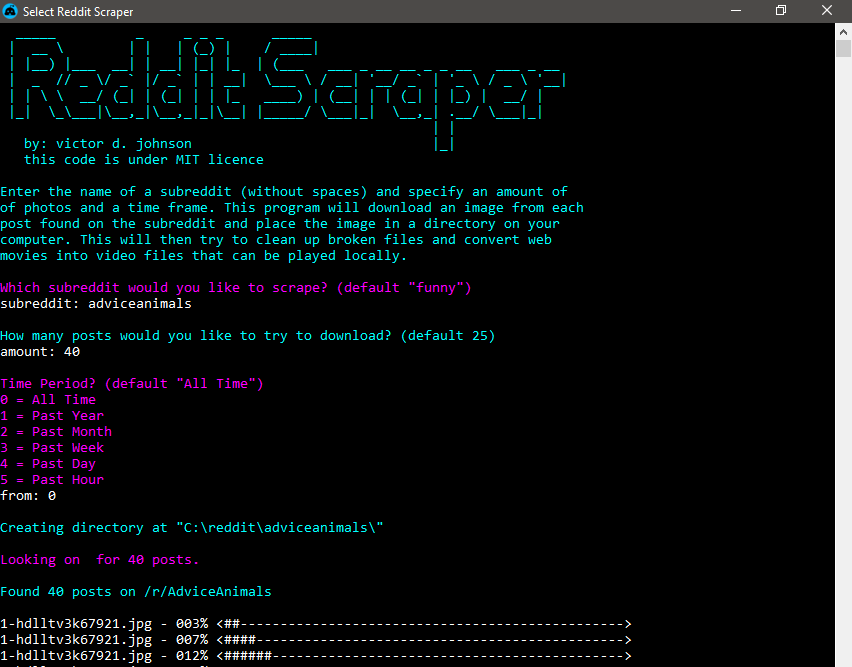 Select Reddit Scraper
Reddit Scraper
by: victor d. johnson
this code is under MIT licence
Enter the name of a subreddit (without spaces) and specify an amount of
of photos and a time frame. This program will download an image from each
post found on the subreddit and place the image in a directory on your
computer. This will then try to clean up broken files and convert web
movies into video files that can be played locally.
Which subreddit would you like to scrape? (default "funny")
subreddit: adviceanimals
How many posts would you like to try to download? (default 25)
amount: 40
Time Period? (default "All Time")
0 = All Time
1 = Past Year
2 = Past Month
3 = Past Week
4 = Past Day
5 = Past Hour
from: 0
Creating directory at "C:\reddit\adviceanimals\"
Looking on  for 40 posts.
Found 40 posts on /r/AdviceAnimals
1-hdlltv3k67921.jpg - 003% <##------------------------------------------------>
1-hdlltv3k67921.jpg - 007% <####---------------------------------------------->
1-hdlltv3k67921.jpg - 012% <######-------------------------------------------->